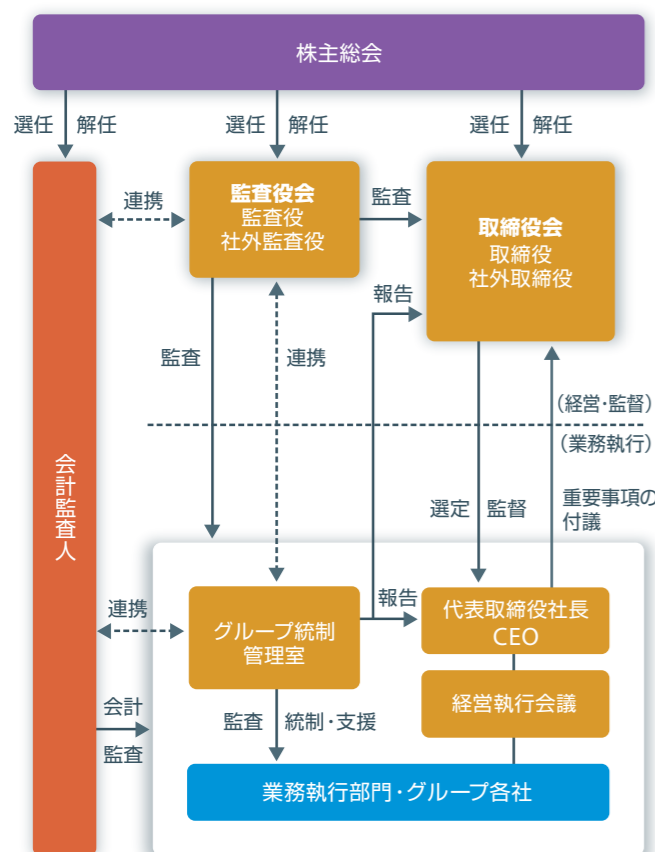 株主総会
選任 解任
選任 解任
選任 解任
連携
監査役会
監査役
社外監査役
監査
取締役会
取締役
社外取締役
報告
監査
連携
(経営・監督)
(業務執行)
会計監査人
選定 監督
重要事項の
付議
連携
グループ統制
管理室
報告
代表取締役社長
CEO
経営執行会議
会計
監査
監査 統制・支援
業務執行部門・グループ各社